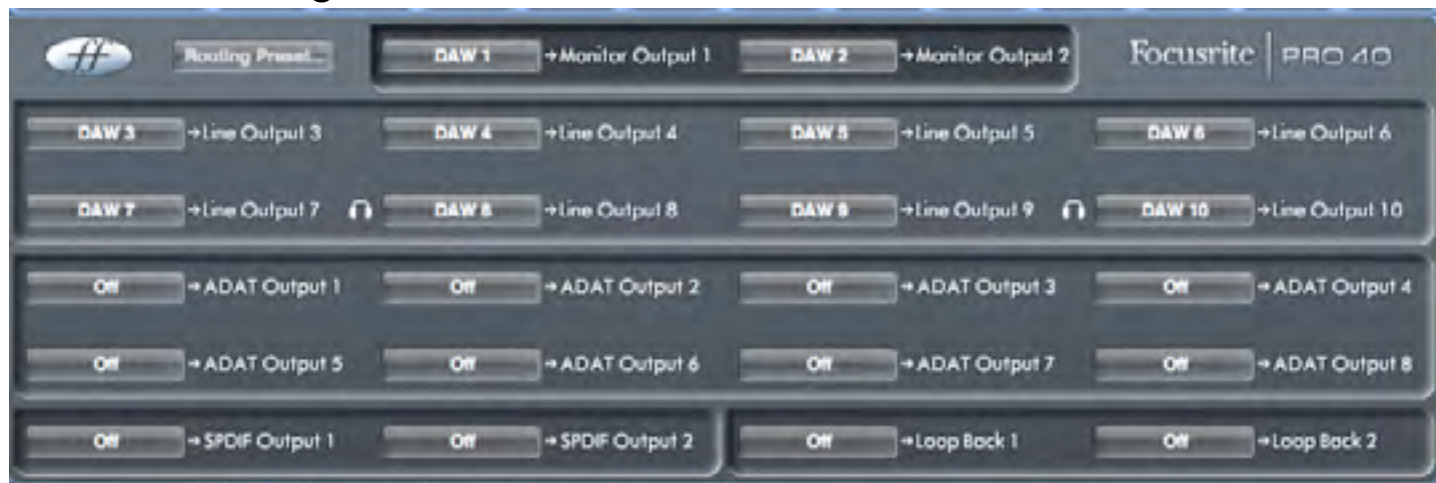 Routing Preset... DAW 1 →Monitor Output 1 DAW 2 →Monitor Output 2 Focusrite | PRO 40
DAW 3 →Line Output 3 DAW 4 →Line Output 4 DAW 5 →Line Output 5 DAW 6 →Line Output 6
DAW 7 →Line Output 7 DAW 8 →Line Output 8 DAW 9 →Line Output 9 DAW 10 →Line Output 10
Off →ADAT Output 1 Off →ADAT Output 2 Off →ADAT Output 3 Off →ADAT Output 4
Off →ADAT Output 5 Off →ADAT Output 6 Off →ADAT Output 7 Off →ADAT Output 8
Off →SPDIF Output 1 Off →SPDIF Output 2 Off →Loop Back 1 Off →Loop Back 2